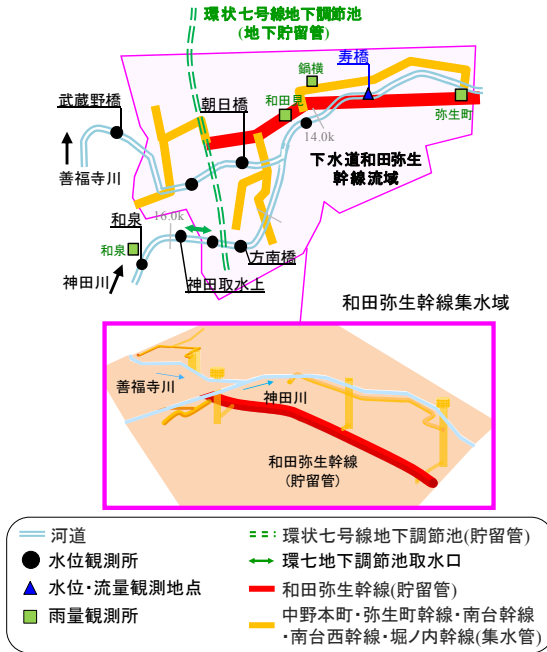 環状七号線地下調節池
(地下貯留管)
寿橋
鍋横
武蔵野橋
朝日橋
和田見
弥生町
14.0k
善福寺川
下水道和田弥生
幹線流域
16.0k
和泉
和泉
方南橋
神田川
神田取水上
和田弥生幹線集水域
善福寺川
神田川
和田弥生幹線
(貯留管)
河道
環状七号線地下調節池(貯留管)
水位観測所
環七地下調節池取水口
水位・流量観測地点
和田弥生幹線(貯留管)
雨量観測所
中野本町・弥生町幹線・南台幹線
・南台西幹線・堀ノ内幹線(集水管)